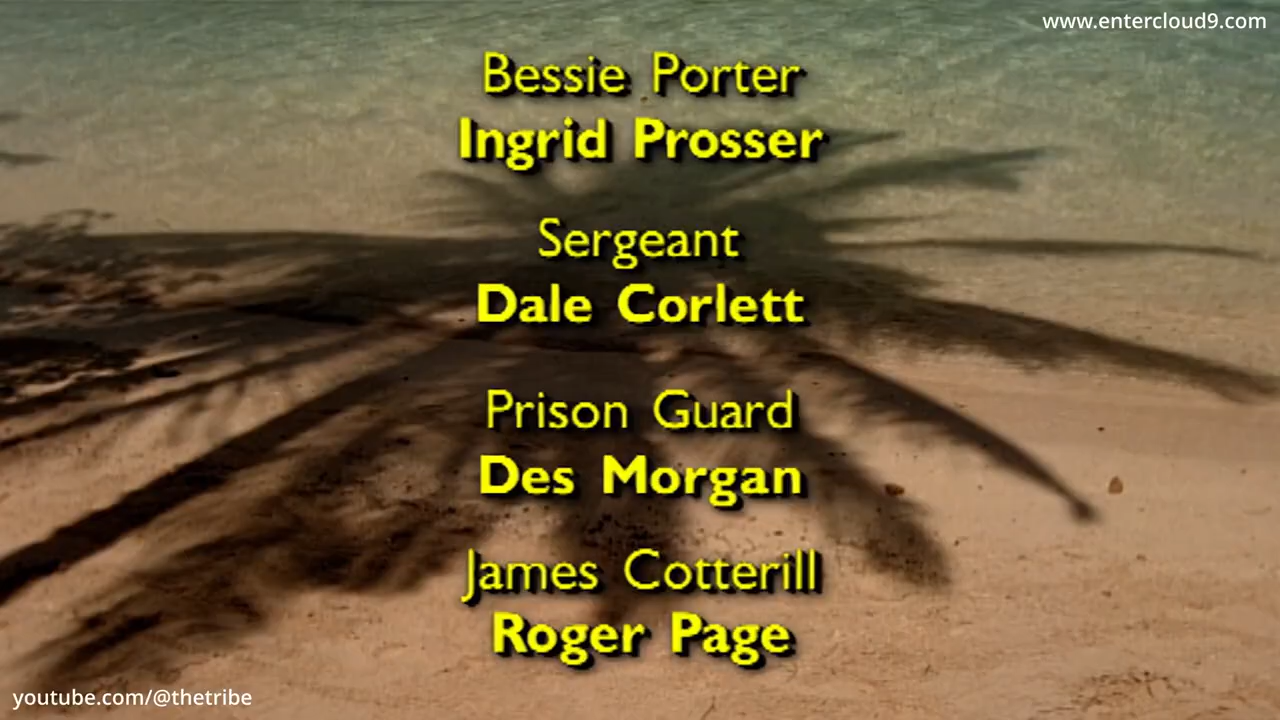 www.entercloud9.com
Bessie Porter
Ingrid Prosser
Sergeant
Dale Corlett
Prison Guard
Des Morgan
James Cotterill
Roger Page
youtube.com/@thetribe